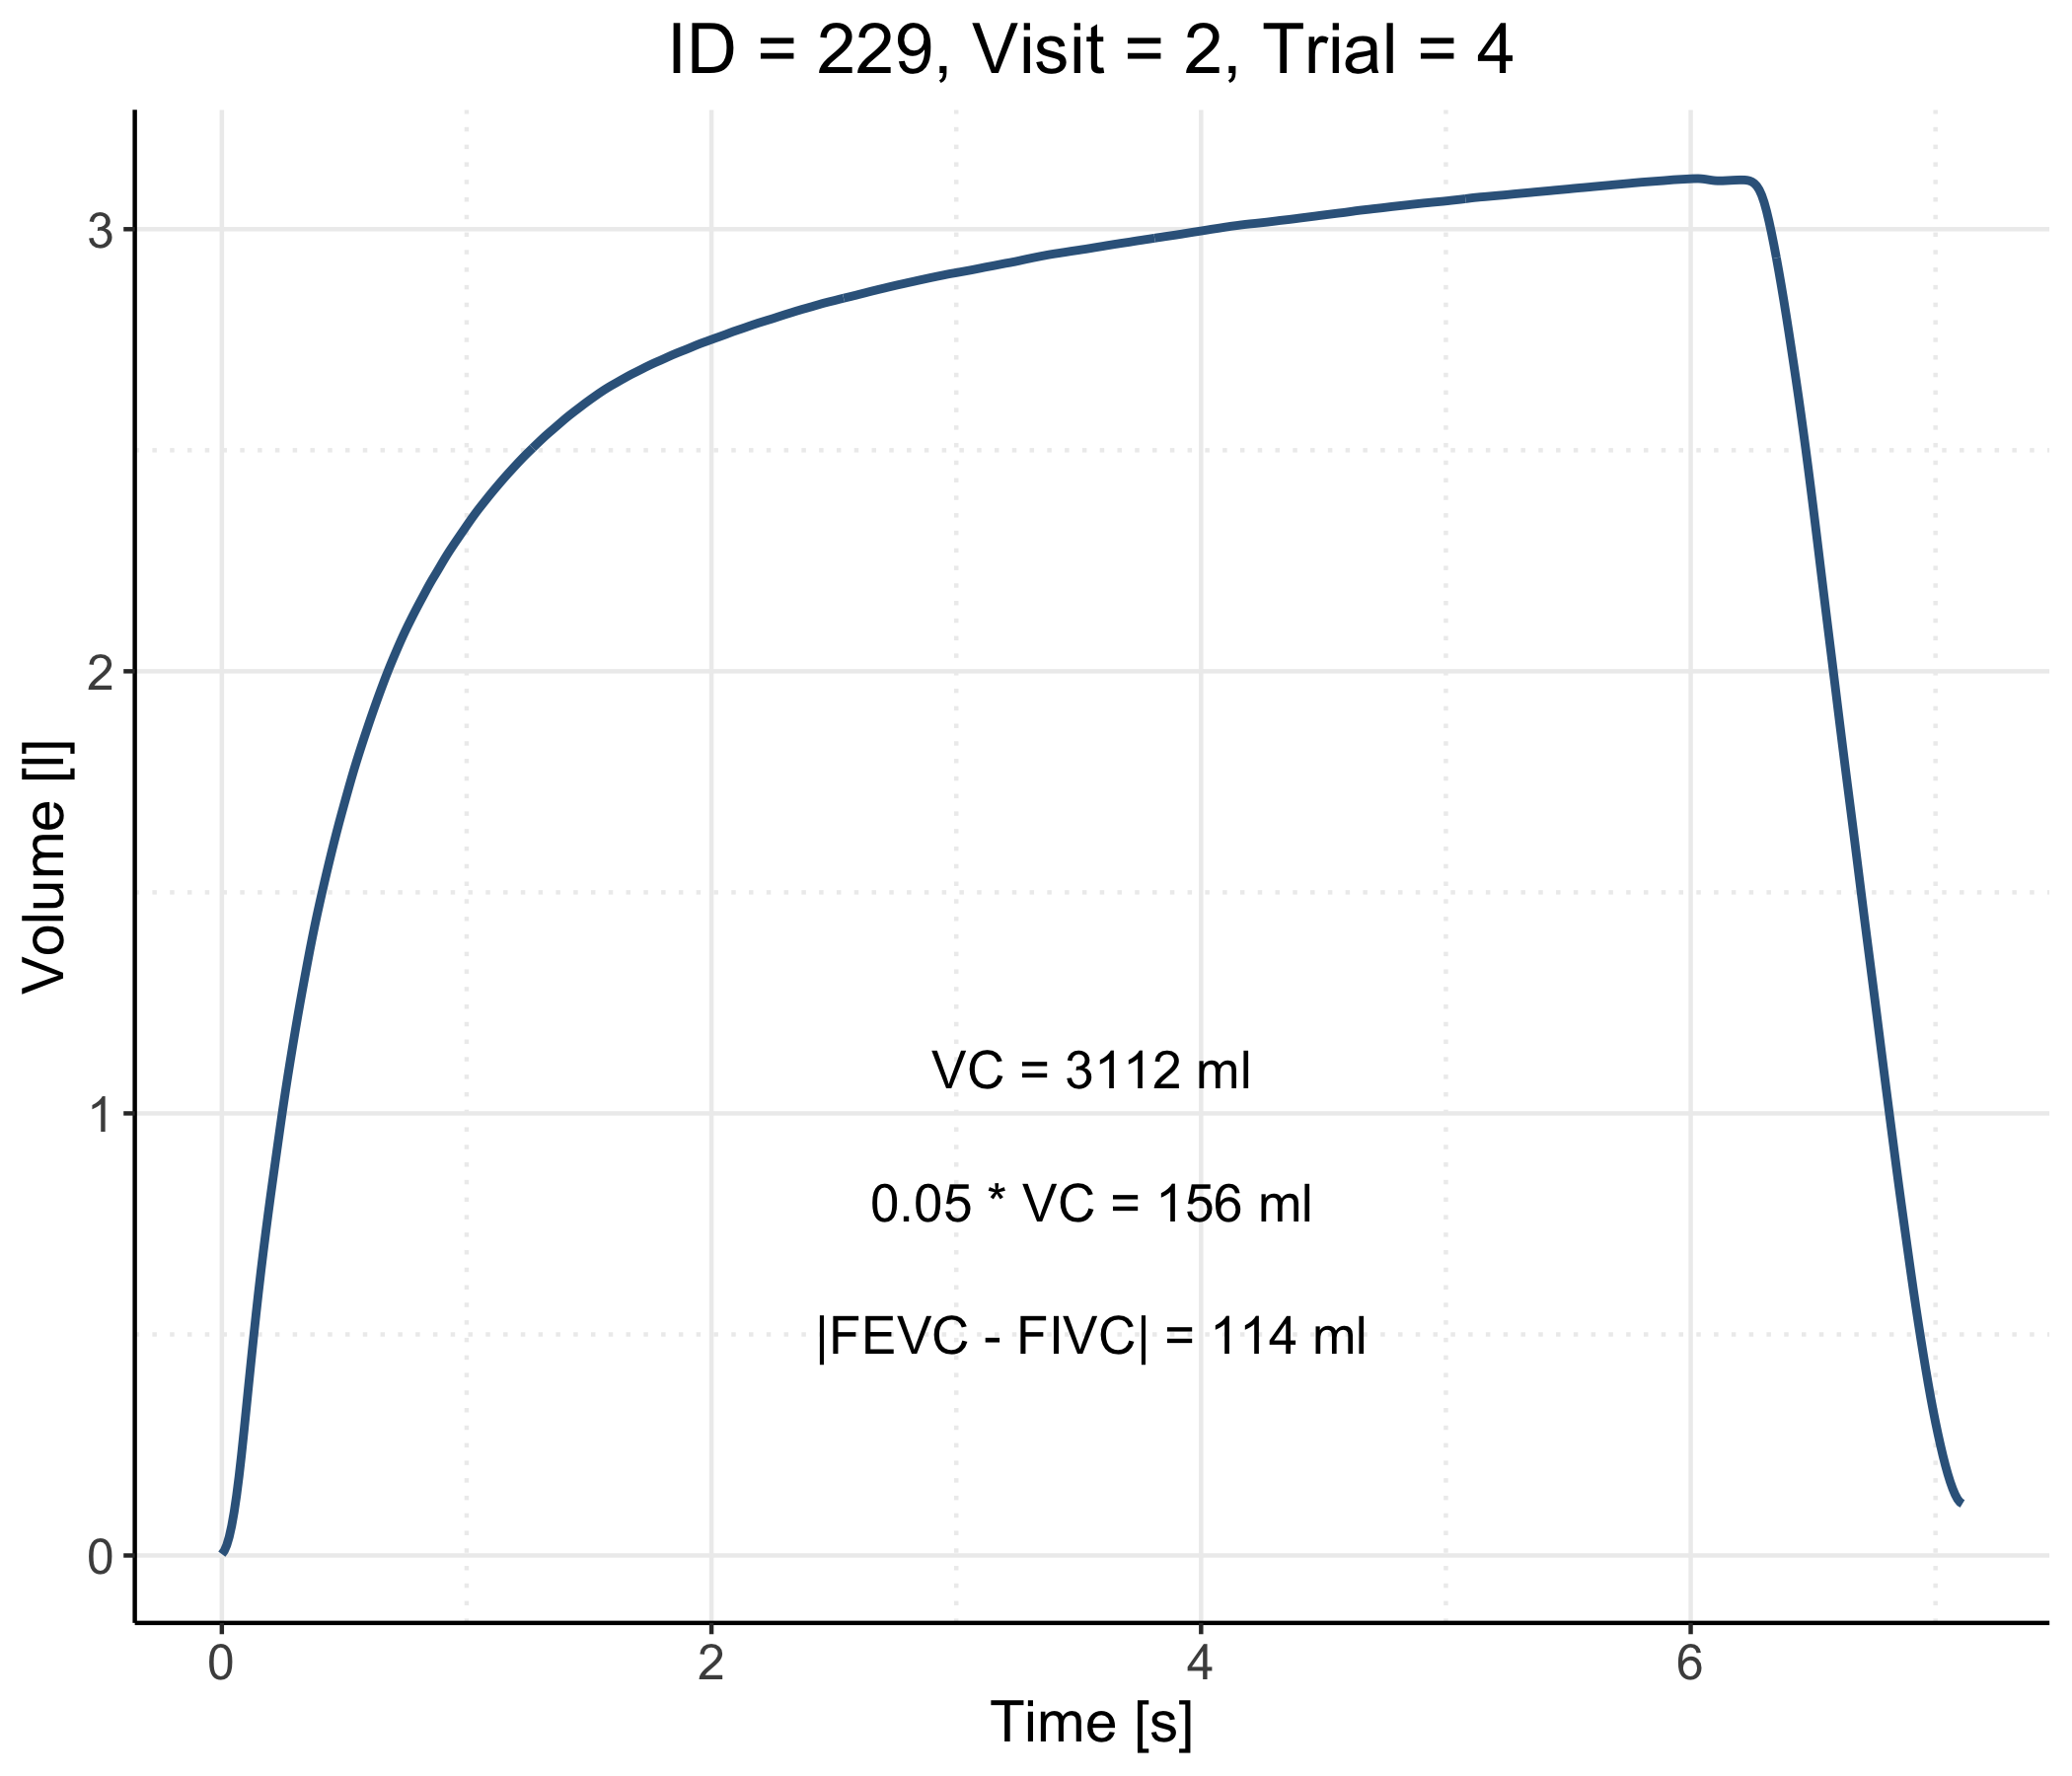 ID = 229, Visit = 2, Trial = 4
3
2
1
0
Volume [l]
VC = 3112 ml
0.05 * VC = 156 ml
|FEVC - FIVC| = 114 ml
0 2 4 6
Time [s]